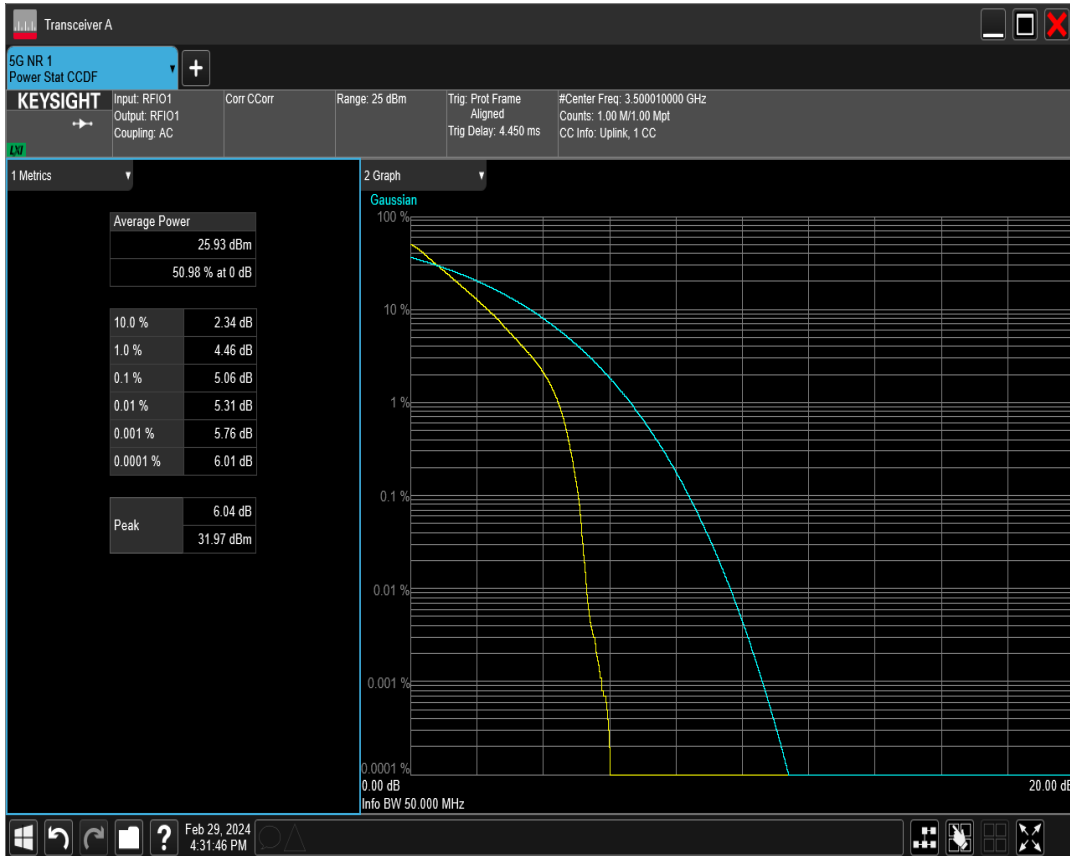 Transceiver A
5G NR 1
Power Stat CCDF
KEYSIGHT
LXI
Input: RFIO1
Output: RFIO1
Coupling: AC
Corr CCorr
Range: 25 dBm
Trig: Prot Frame
Aligned
Trig Delay: 4.450 ms
#Center Freq: 3.500010000 GHz
Counts: 1.00 M/1.00 Mpt
CC Info: Uplink, 1 CC
1 Metrics
Average Power
25.93 dBm
50.98 % at 0 dB
10.0 % 2.34 dB
1.0 % 4.46 dB
0.1 % 5.06 dB
0.01 % 5.31 dB
0.001 % 5.76 dB
0.0001 % 6.01 dB
Peak 6.04 dB
31.97 dBm
2 Graph
Gaussian
100 %
10 %
1 %
0.1 %
0.01 %
0.001 %
0.0001 %
0.00 dB 20.00 dB
Info BW 50.000 MHz
?
Feb 29, 2024
4:31:46 PM